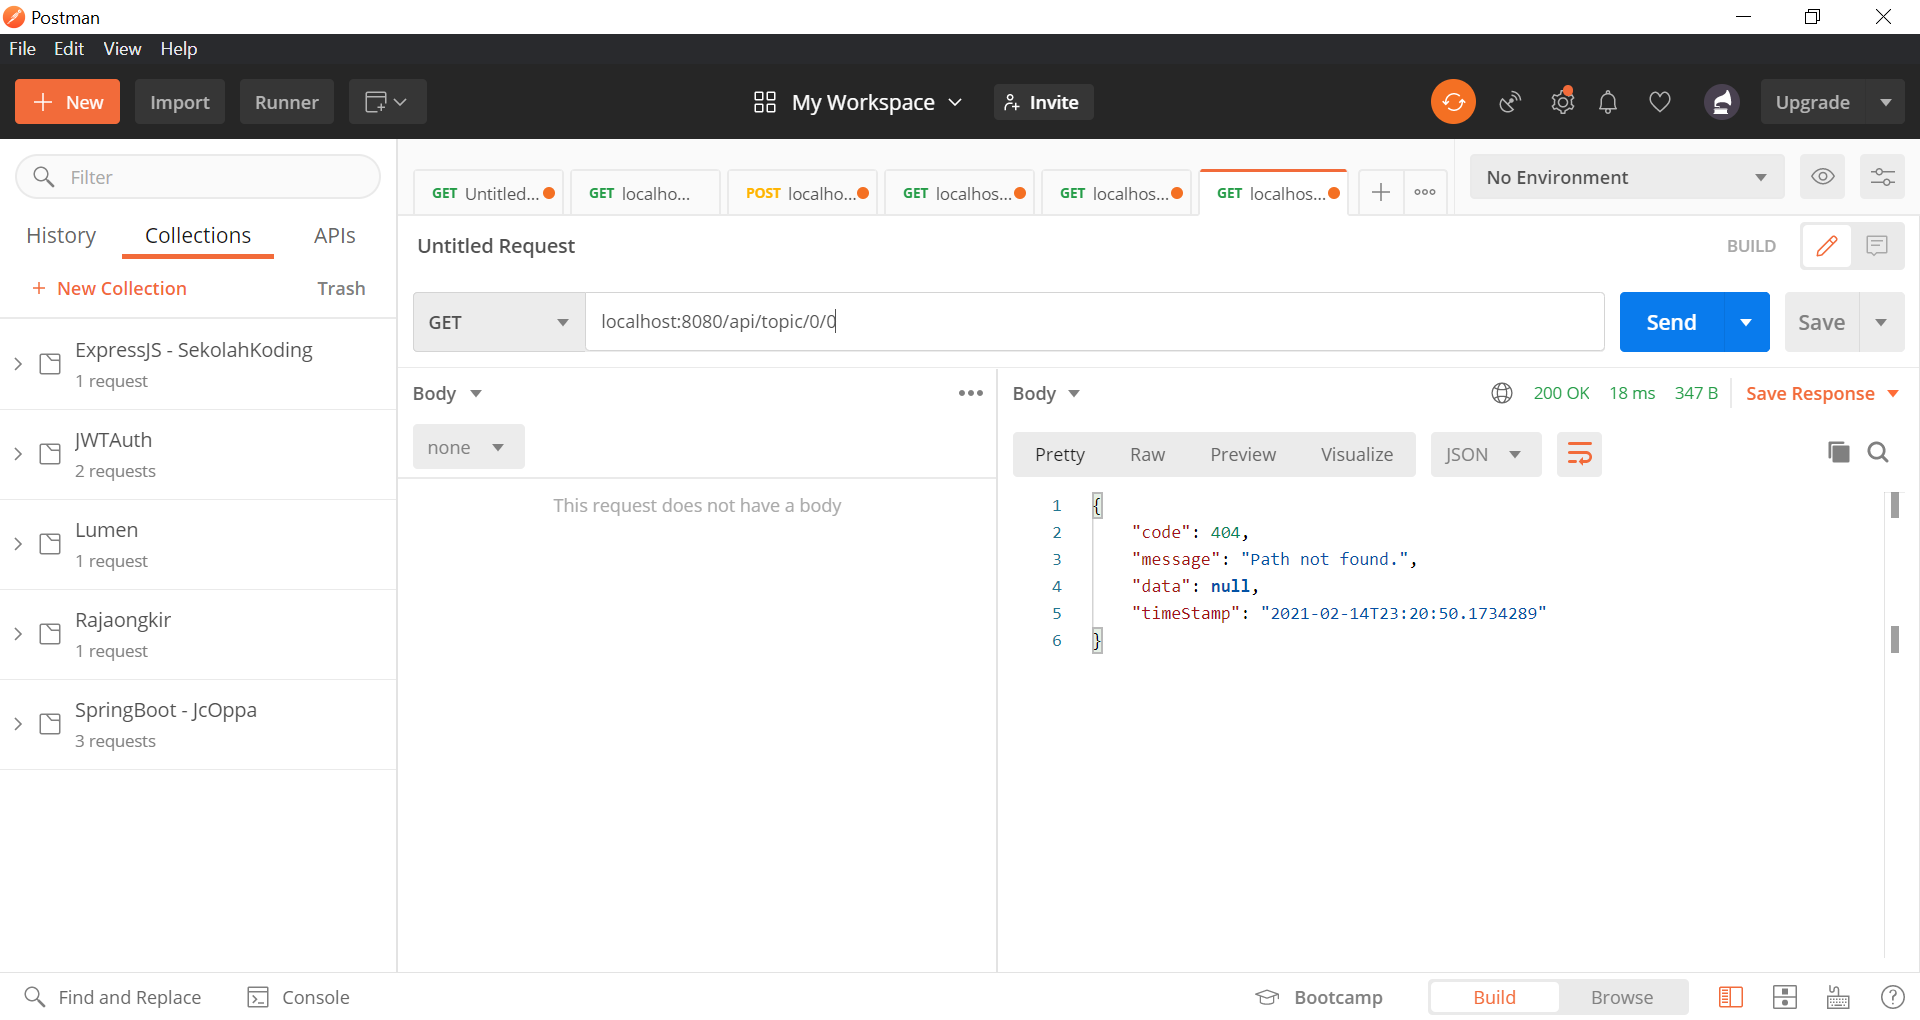 Postman
File Edit View Help
New Import Runner My Workspace Invite Upgrade
Filter
GET Untitled... GET localho... POST localho... GET localhos... GET localhos... GET localhos... No Environment
History Collections APIs
Untitled Request BUILD
+ New Collection Trash
GET localhost:8080/api/topic/0/0 Send Save
ExpressJS - SekolahKoding
1 request
JWTAuth
2 requests
Lumen
1 request
Rajaongkir
1 request
SpringBoot - JcOppa
3 requests
Body
none
This request does not have a body
Body 200 OK 18 ms 347 B Save Response
Pretty Raw Preview Visualize JSON
1 {
2 "code": 404,
3 "message": "Path not found.",
4 "data": null,
5 "timeStamp": "2021-02-14T23:20:50.1734289"
6 }
Find and Replace Console Bootcamp Build Browse